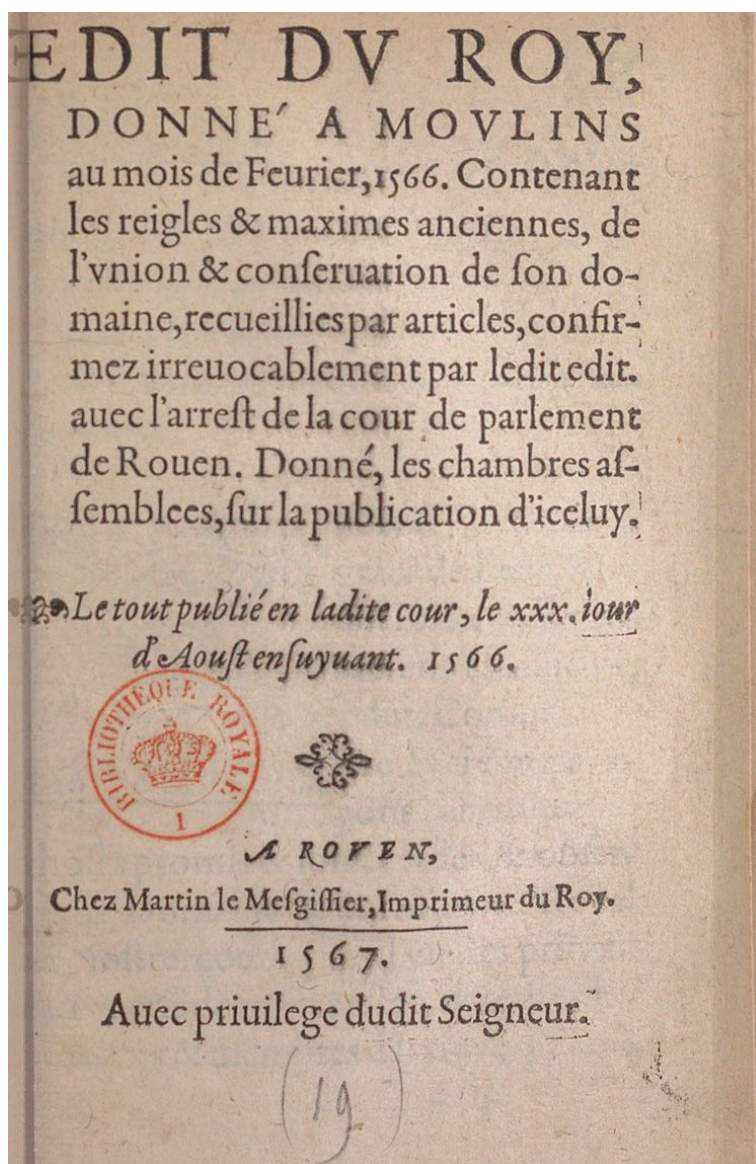 EDIT DV ROY,
DONNE´ A MOVLINS
au mois de Feurier,1566. Contenant
les reigles & maximes anciennes, de
l'vnion & conſeruation de ſon do-
maine,recueillies par articles,confir-
mez irreuocablement par ledit edit.
auec l'arreſt de la cour de parlement
de Rouen. Donné, les chambres aſ-
ſemblees,ſur la publication d'iceluy.
Le tout publié en ladite cour, le xxx. iour
d'Aouſt enſuyuant. 1566.
BIBLIOTHÈQUE ROYALE
I
A ROVEN,
Chez Martin le Meſgiſſier,Imprimeur du Roy.
1567.
Auec priuilege dudit Seigneur.
(19)